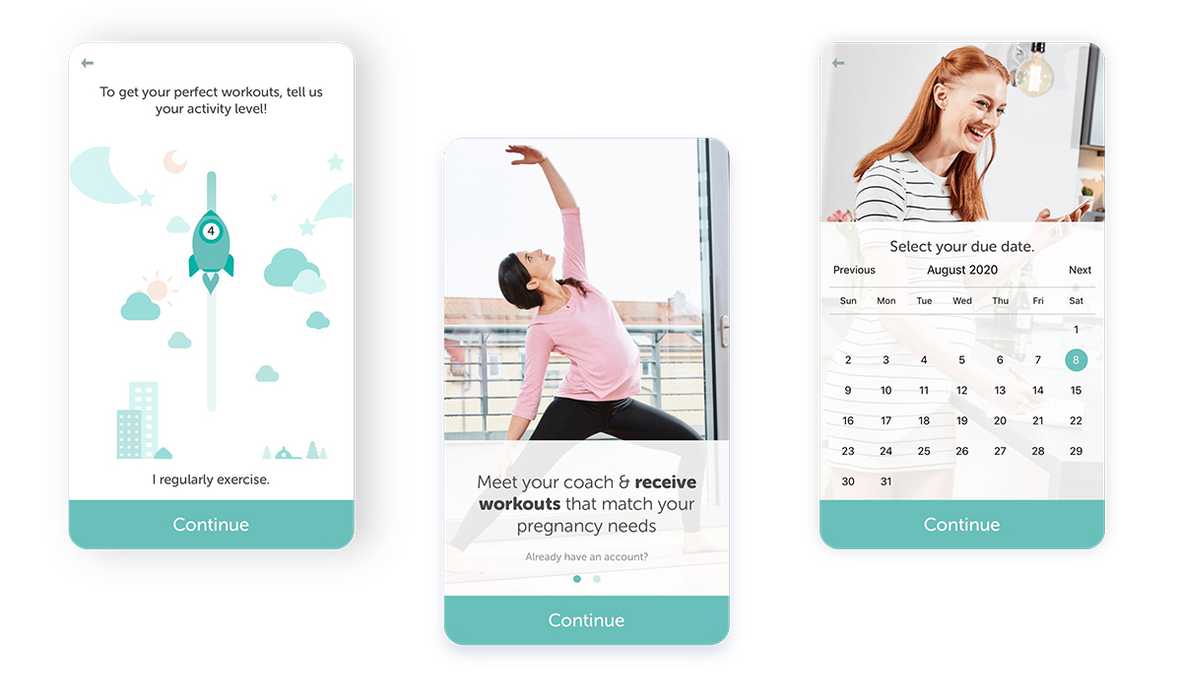 To get your perfect workouts, tell us
your activity level!
4
I regularly exercise.
Continue
Meet your coach & receive
workouts that match your
pregnancy needs
Already have an account?
Continue
Select your due date.
Previous August 2020 Next
Sun Mon Tue Wed Thu Fri Sat
1
2 3 4 5 6 7 8
9 10 11 12 13 14 15
16 17 18 19 20 21 22
23 24 25 26 27 28 29
30 31
Continue